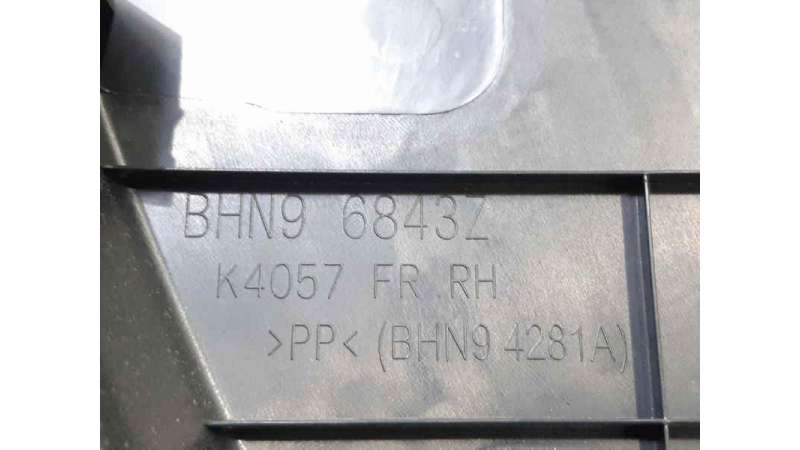 BHN9 6843Z
K4057 FR RH
>PP< (BHN9 4281A)